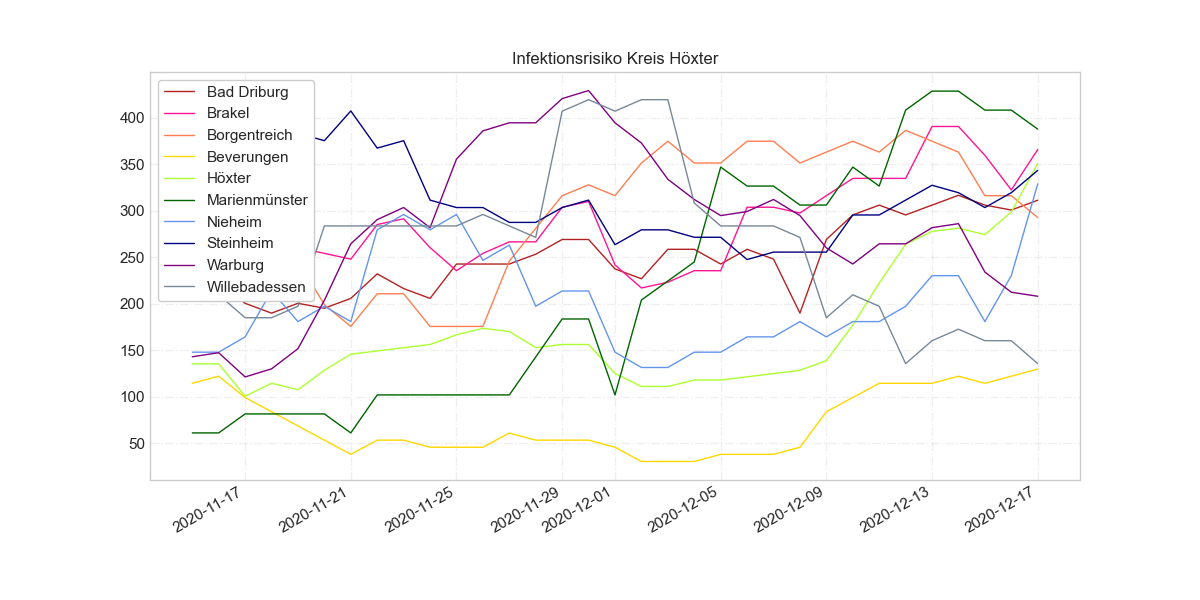 Infektionsrisiko Kreis Höxter
Bad Driburg
Brakel
Borgentreich
Beverungen
Höxter
Marienmünster
Nieheim
Steinheim
Warburg
Willebadessen
400
350
300
250
200
150
100
50
2020-11-17
2020-11-21
2020-11-25
2020-11-29
2020-12-01
2020-12-05
2020-12-09
2020-12-13
2020-12-17